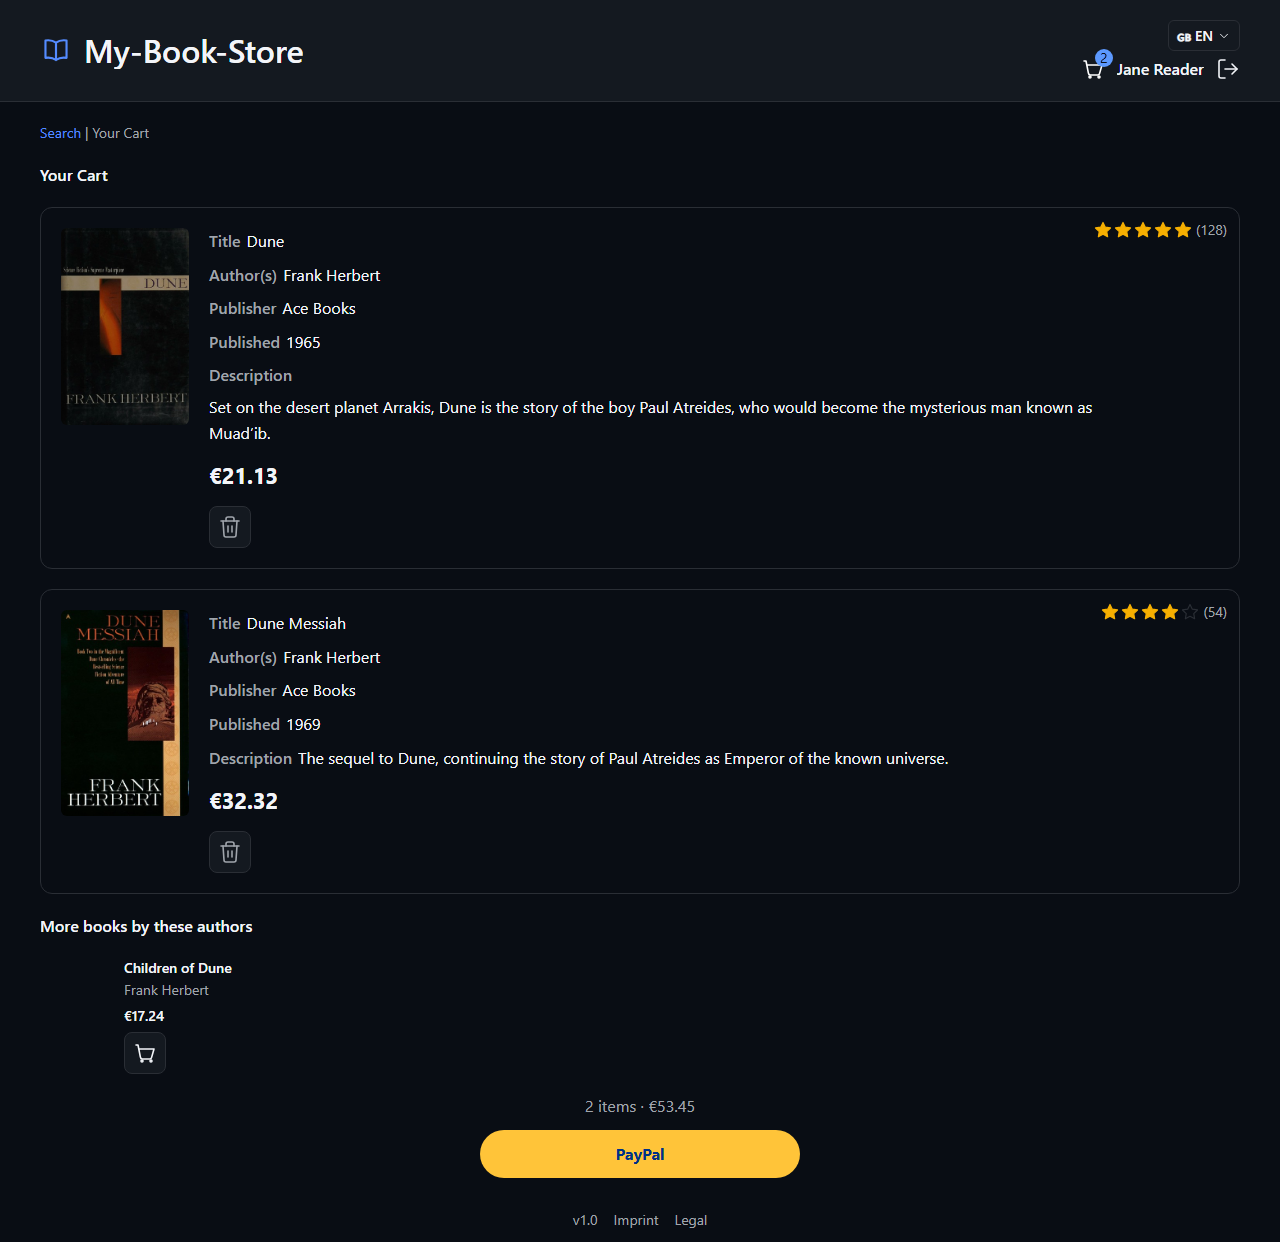 My-Book-Store
GB EN
2
Jane Reader
Search | Your Cart
Your Cart
DUNE
FRANK HERBERT
Title Dune
(128)
Author(s) Frank Herbert
Publisher Ace Books
Published 1965
Description
Set on the desert planet Arrakis, Dune is the story of the boy Paul Atreides, who would become the mysterious man known as
Muad'ib.
€21.13
DUNE
MESSIAH
FRANK
HERBERT
Title Dune Messiah
(54)
Author(s) Frank Herbert
Publisher Ace Books
Published 1969
Description The sequel to Dune, continuing the story of Paul Atreides as Emperor of the known universe.
€32.32
More books by these authors
Children of Dune
Frank Herbert
€17.24
2 items · €53.45
PayPal
v1.0 Imprint Legal